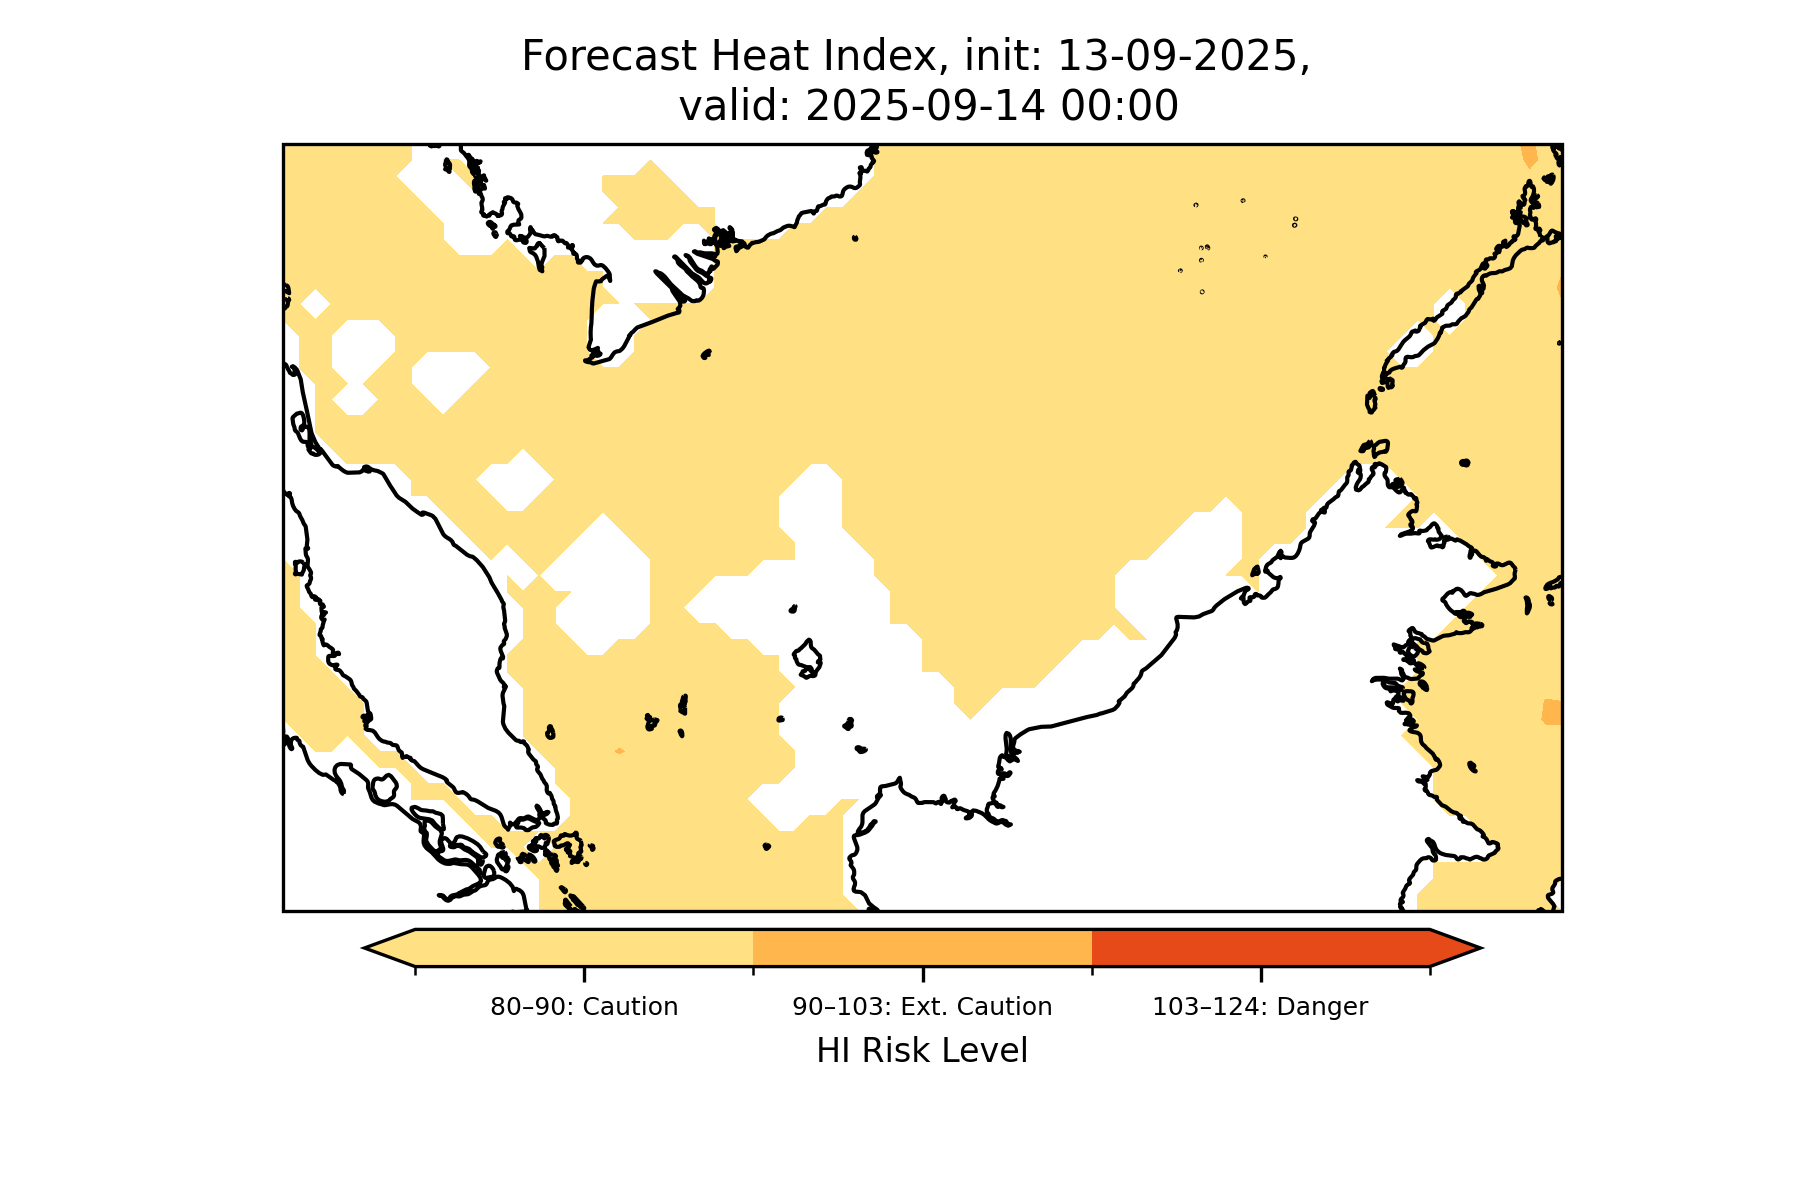 Forecast Heat Index, init: 13-09-2025,
valid: 2025-09-14 00:00
80–90: Caution
90–103: Ext. Caution
103–124: Danger
HI Risk Level